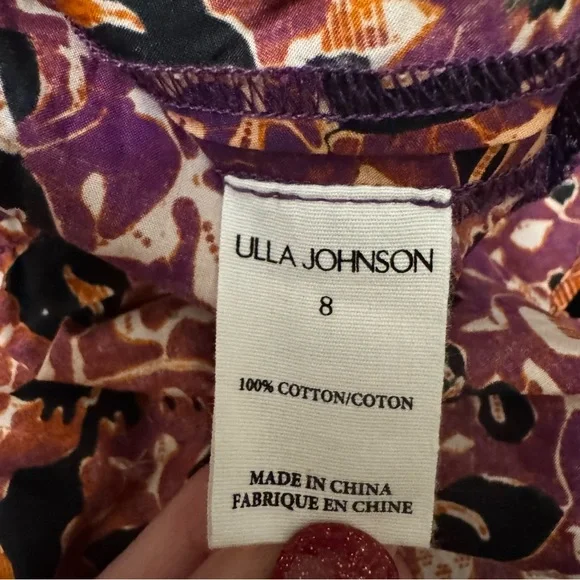 ULLA JOHNSON
8
100% COTTON/COTON
MADE IN CHINA
FABRIQUE EN CHINE